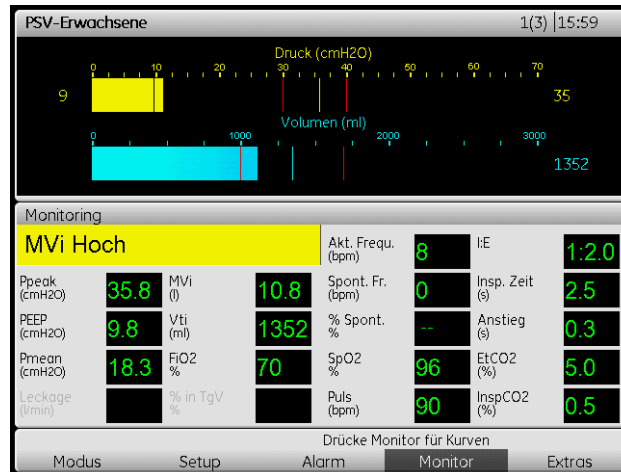 PSV-Erwachsene 1(3) 15:59
Druck (cmH2O)
0 10 20 30 40 50 60 70
9 35
Volumen (ml)
0 1000 2000 3000
1352
Monitoring
MVi Hoch
Akt. Frequ. (bpm) 8
I:E 1:2.0
Ppeak (cmH2O) 35.8
MVi (l) 10.8
Spont. Fr. (bpm) 0
Insp. Zeit (s) 2.5
PEEP (cmH2O) 9.8
Vti (ml) 1352
% Spont. % --
Anstieg (s) 0.3
Pmean (cmH2O) 18.3
FiO2 % 70
SpO2 % 96
EtCO2 (%) 5.0
Leckage (l/min)
% in TgV %
Puls (bpm) 90
InspCO2 (%) 0.5
Drücke Monitor für Kurven
Modus Setup Alarm Monitor Extras